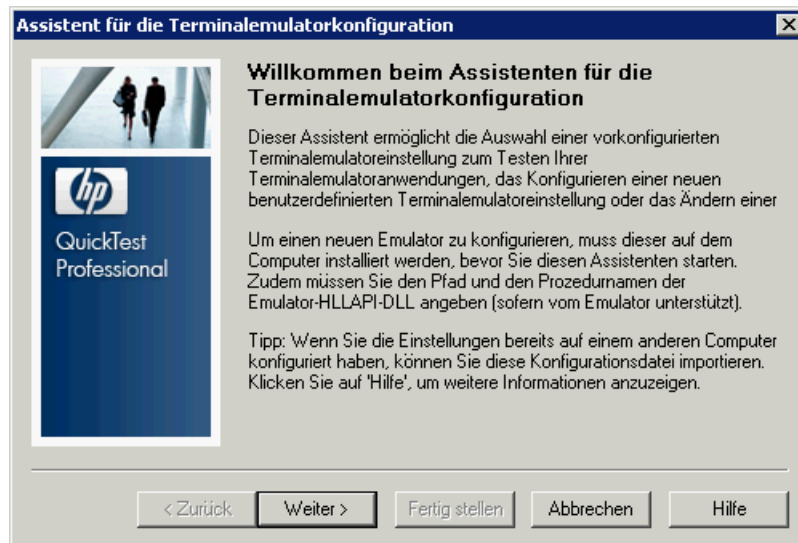 Assistent für die Terminalemulatorkonfiguration
Willkommen beim Assistenten für die
Terminalemulatorkonfiguration
Dieser Assistent ermöglicht die Auswahl einer vorkonfigurierten
Terminalemulatoreinstellung zum Testen Ihrer
Terminalemulatoranwendungen, das Konfigurieren einer neuen
benutzerdefinierten Terminalemulatoreinstellung oder das Ändern einer
hp
QuickTest
Professional
Um einen neuen Emulator zu konfigurieren, muss dieser auf dem
Computer installiert werden, bevor Sie diesen Assistenten starten.
Zudem müssen Sie den Pfad und den Prozedurnamen der
Emulator-HLLAPI-DLL angeben (sofern vom Emulator unterstützt).
Tipp: Wenn Sie die Einstellungen bereits auf einem anderen Computer
konfiguriert haben, können Sie diese Konfigurationsdatei importieren.
Klicken Sie auf 'Hilfe', um weitere Informationen anzuzeigen.
< Zurück Weiter > Fertig stellen Abbrechen Hilfe